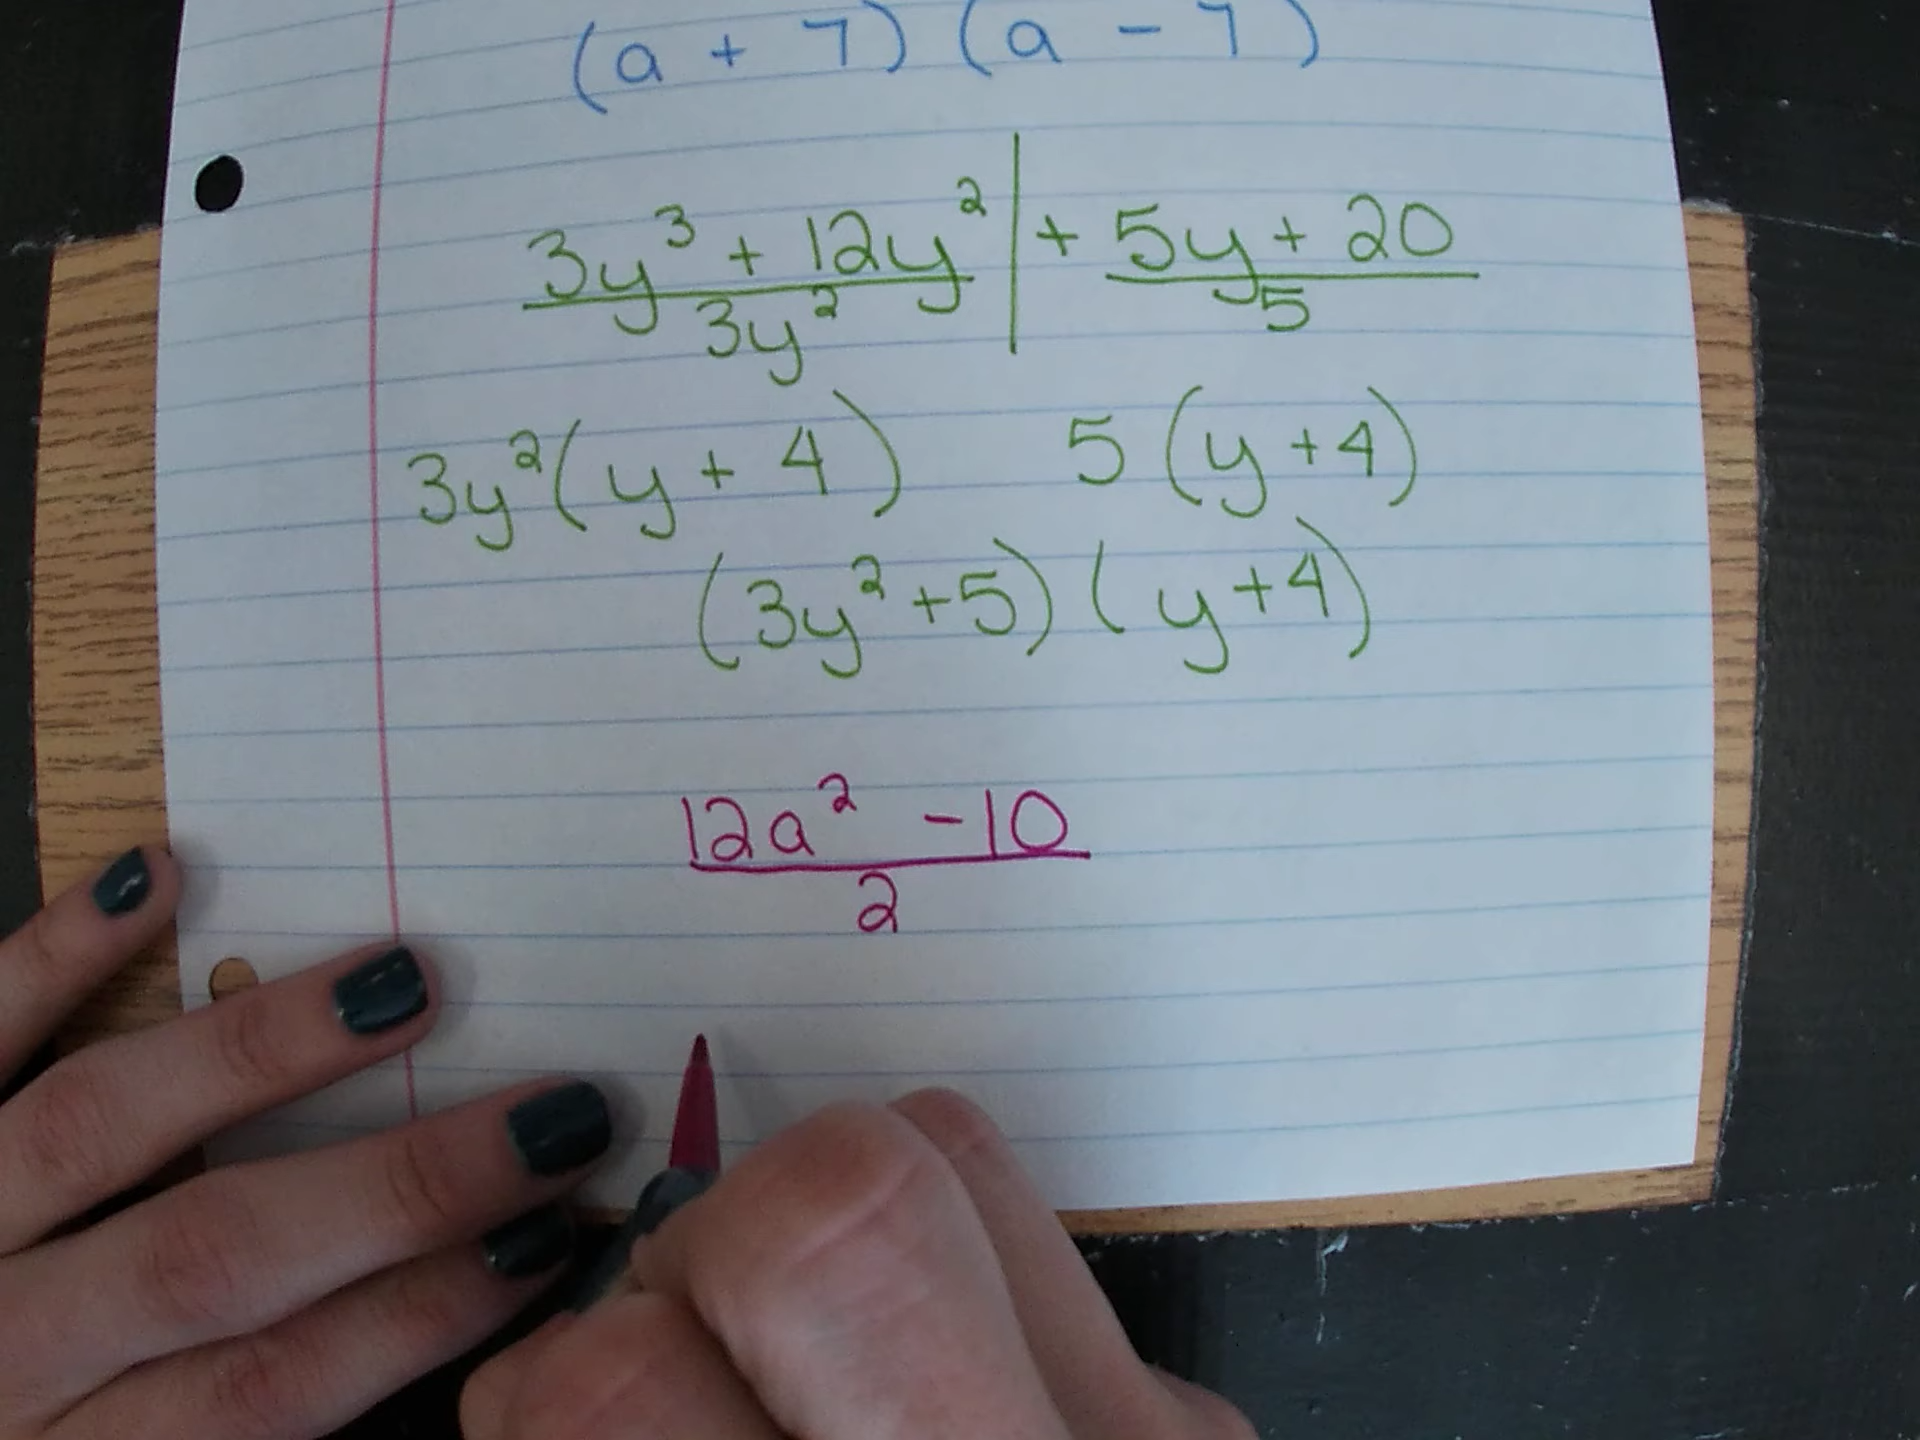 (a + 7) (a - 7)
3y³ + 12y² | + 5y + 20
3y² 5
3y²(y + 4) 5(y+4)
(3y² +5)(y+4)
12a² -10
2